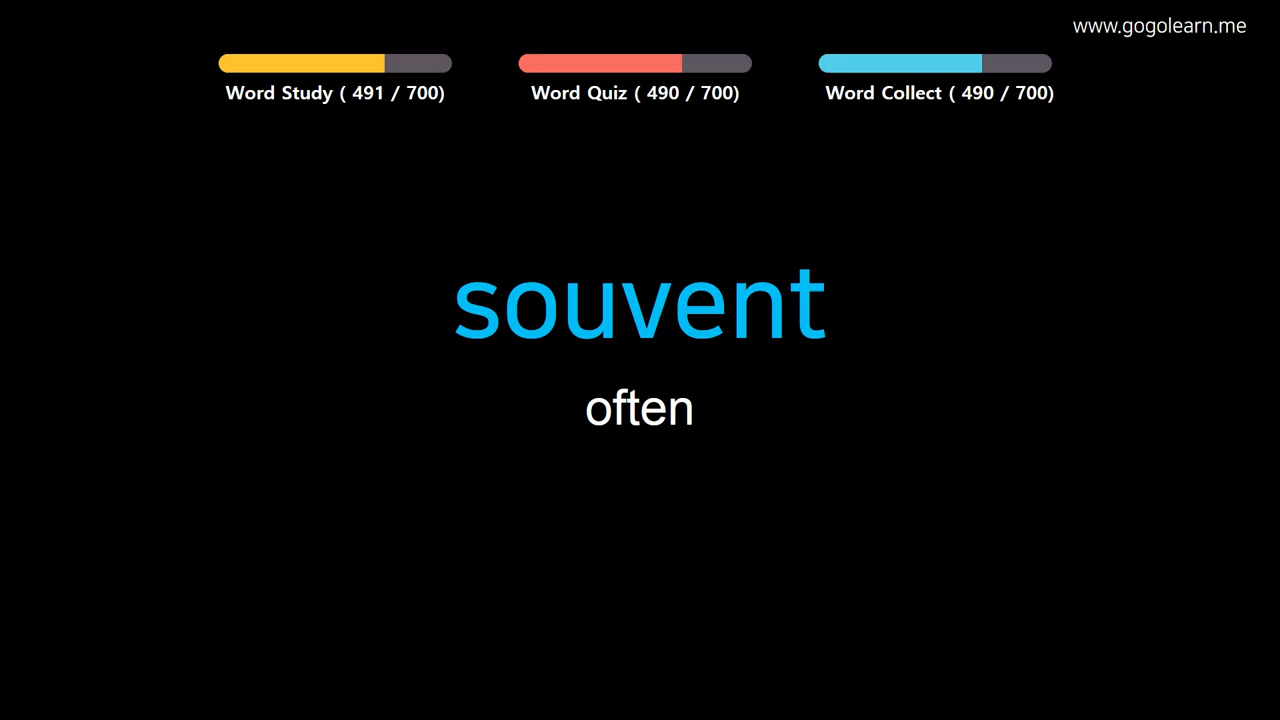 www.gogolearn.me
Word Study ( 491 / 700)
Word Quiz ( 490 / 700)
Word Collect ( 490 / 700)
souvent
often